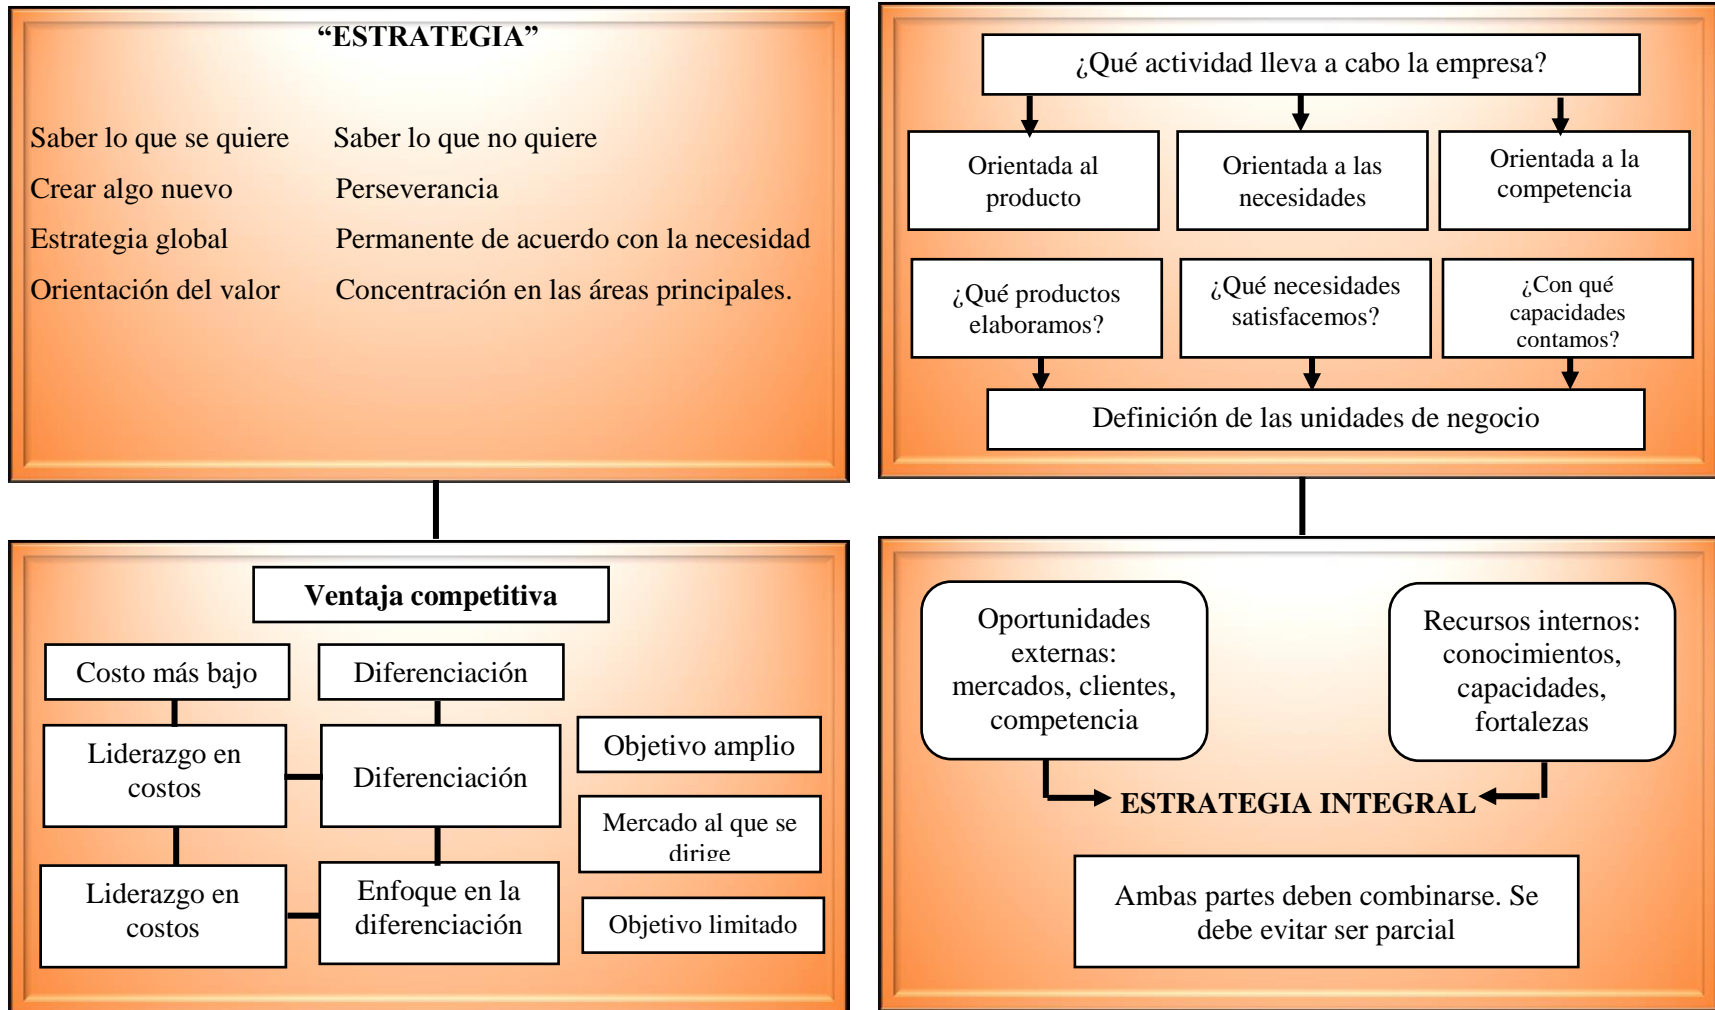 “ESTRATEGIA”
Saber lo que se quiere Saber lo que no quiere
Crear algo nuevo Perseverancia
Estrategia global Permanente de acuerdo con la necesidad
Orientación del valor Concentración en las áreas principales.
¿Qué actividad lleva a cabo la empresa?
Orientada al
producto
Orientada a las
necesidades
Orientada a la
competencia
¿Qué productos
elaboramos?
¿Qué necesidades
satisfacemos?
¿Con qué
capacidades
contamos?
Definición de las unidades de negocio
Ventaja competitiva
Costo más bajo
Diferenciación
Liderazgo en
costos
Diferenciación
Objetivo amplio
Mercado al que se
dirige
Liderazgo en
costos
Enfoque en la
diferenciación
Objetivo limitado
Oportunidades
externas:
mercados, clientes,
competencia
Recursos internos:
conocimientos,
capacidades,
fortalezas
ESTRATEGIA INTEGRAL
Ambas partes deben combinarse. Se
debe evitar ser parcial